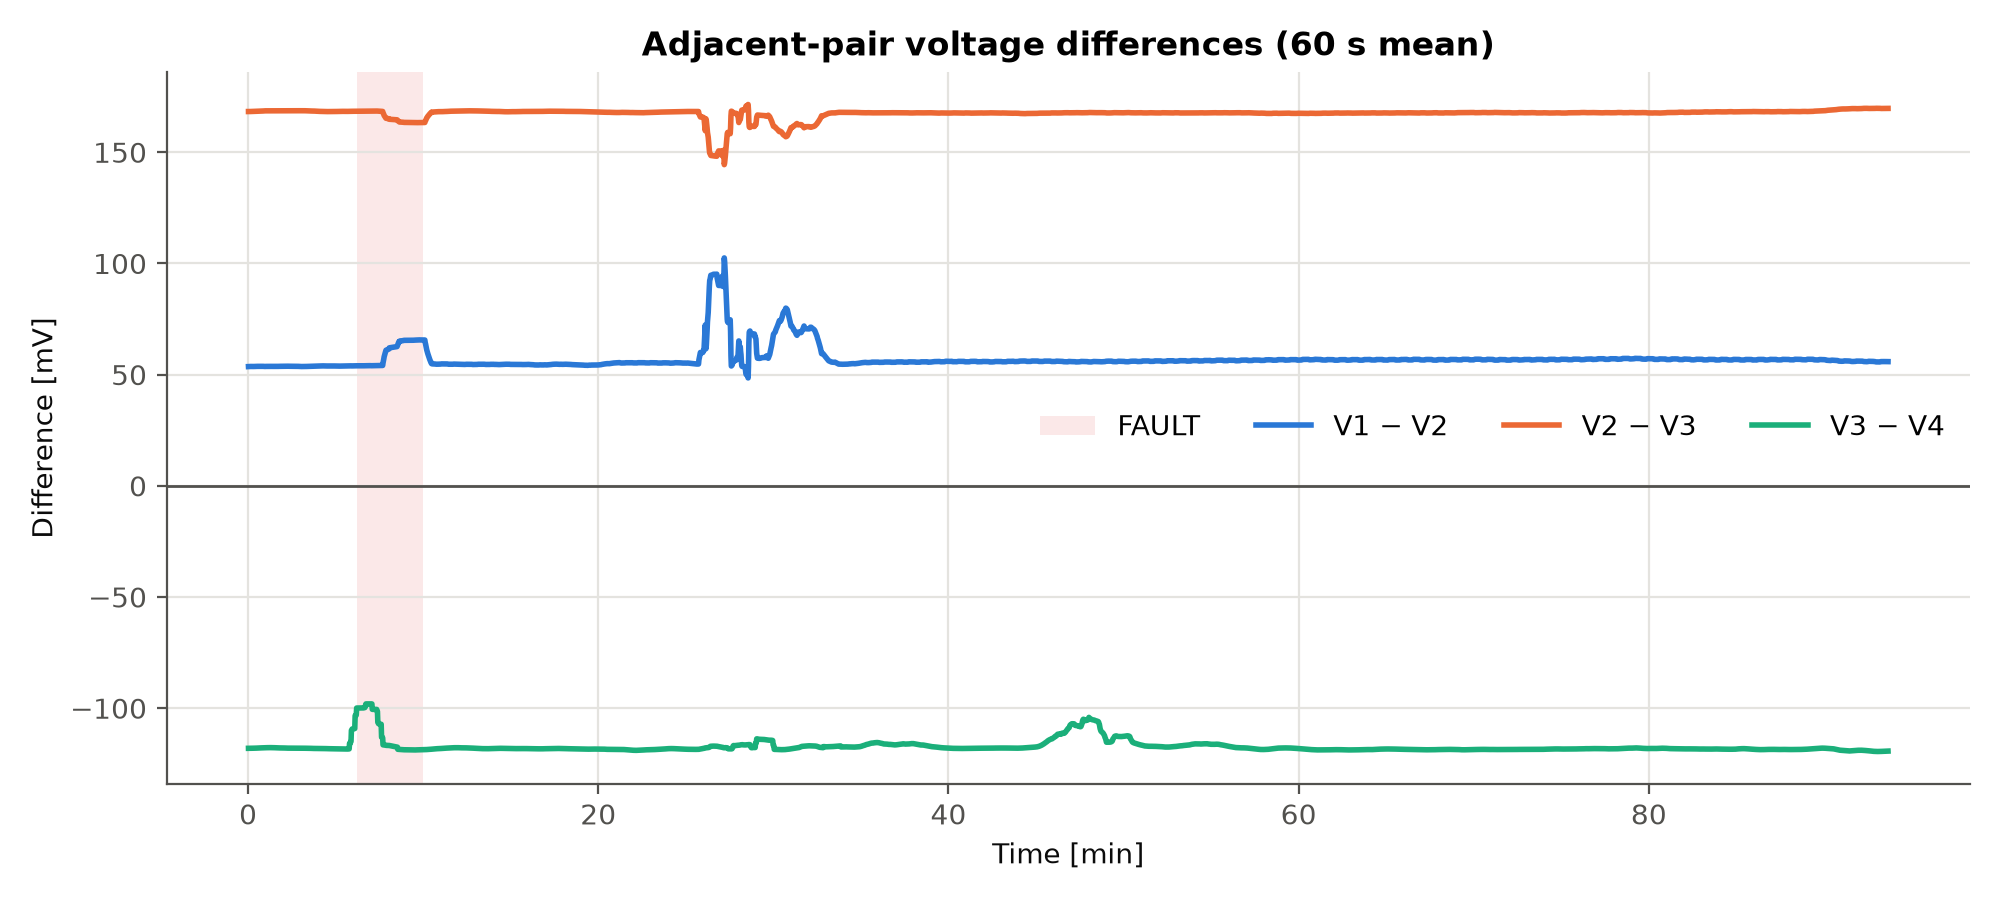 Adjacent-pair voltage differences (60 s mean)
Difference [mV]
150
100
50
0
−50
−100
FAULT
V1 − V2
V2 − V3
V3 − V4
0
20
40
60
80
Time [min]